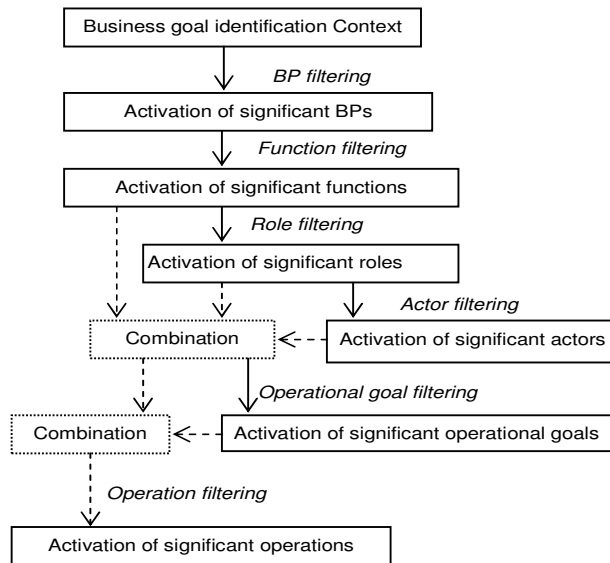 Business goal identification Context
BP filtering
Activation of significant BPs
Function filtering
Activation of significant functions
Role filtering
Activation of significant roles
Actor filtering
Combination
Activation of significant actors
Operational goal filtering
Combination
Activation of significant operational goals
Operation filtering
Activation of significant operations